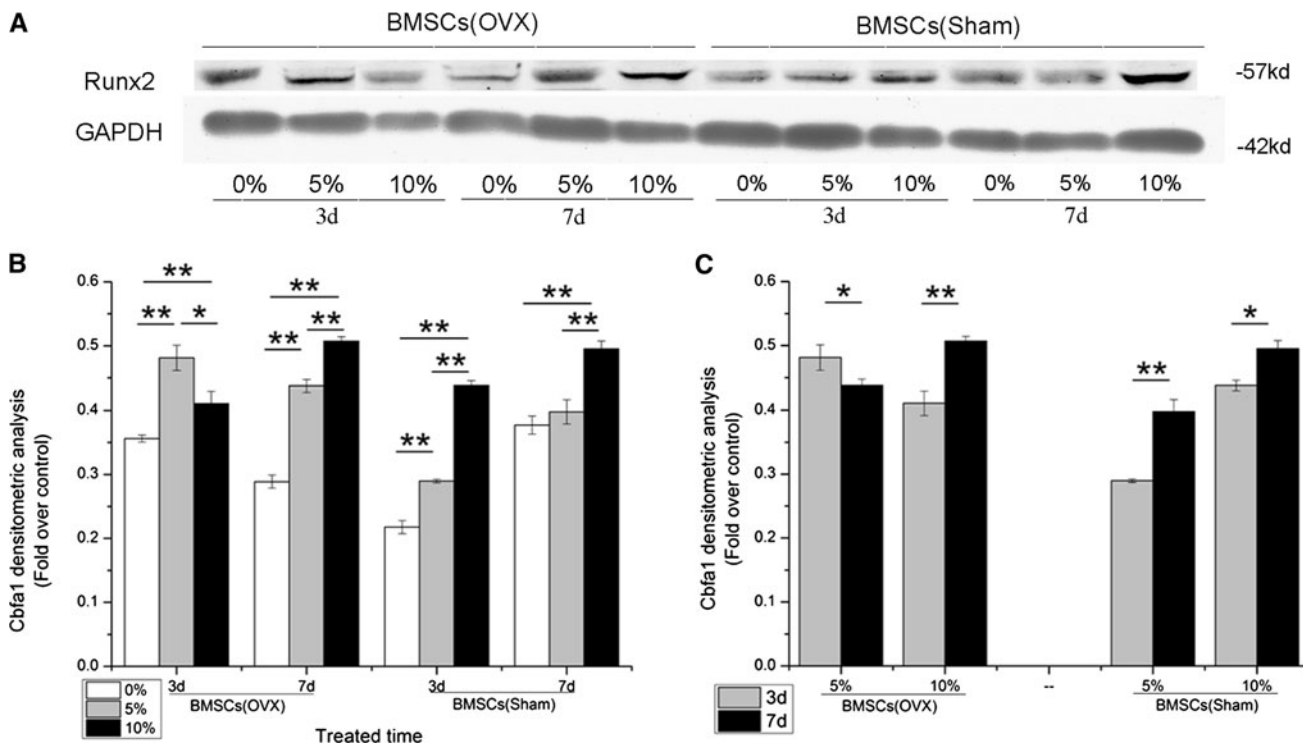 A
BMSCs(OVX) BMSCs(Sham)
Runx2 -57kd
GAPDH -42kd
0% 5% 10% 0% 5% 10% 0% 5% 10% 0% 5% 10%
3d 7d 3d 7d
B
Cbfa1 densitometric analysis
(Fold over control)
0.6
0.5
0.4
0.3
0.2
0.1
0.0
** ** *
** ** **
** ** **
** **
3d 7d 3d 7d
BMSCs(OVX) BMSCs(Sham)
0%
5%
10%
Treated time
C
Cbfa1 densitometric analysis
(Fold over control)
0.6
0.5
0.4
0.3
0.2
0.1
0.0
* ** ** *
5% 10% -- 5% 10%
BMSCs(OVX) BMSCs(Sham)
3d
7d